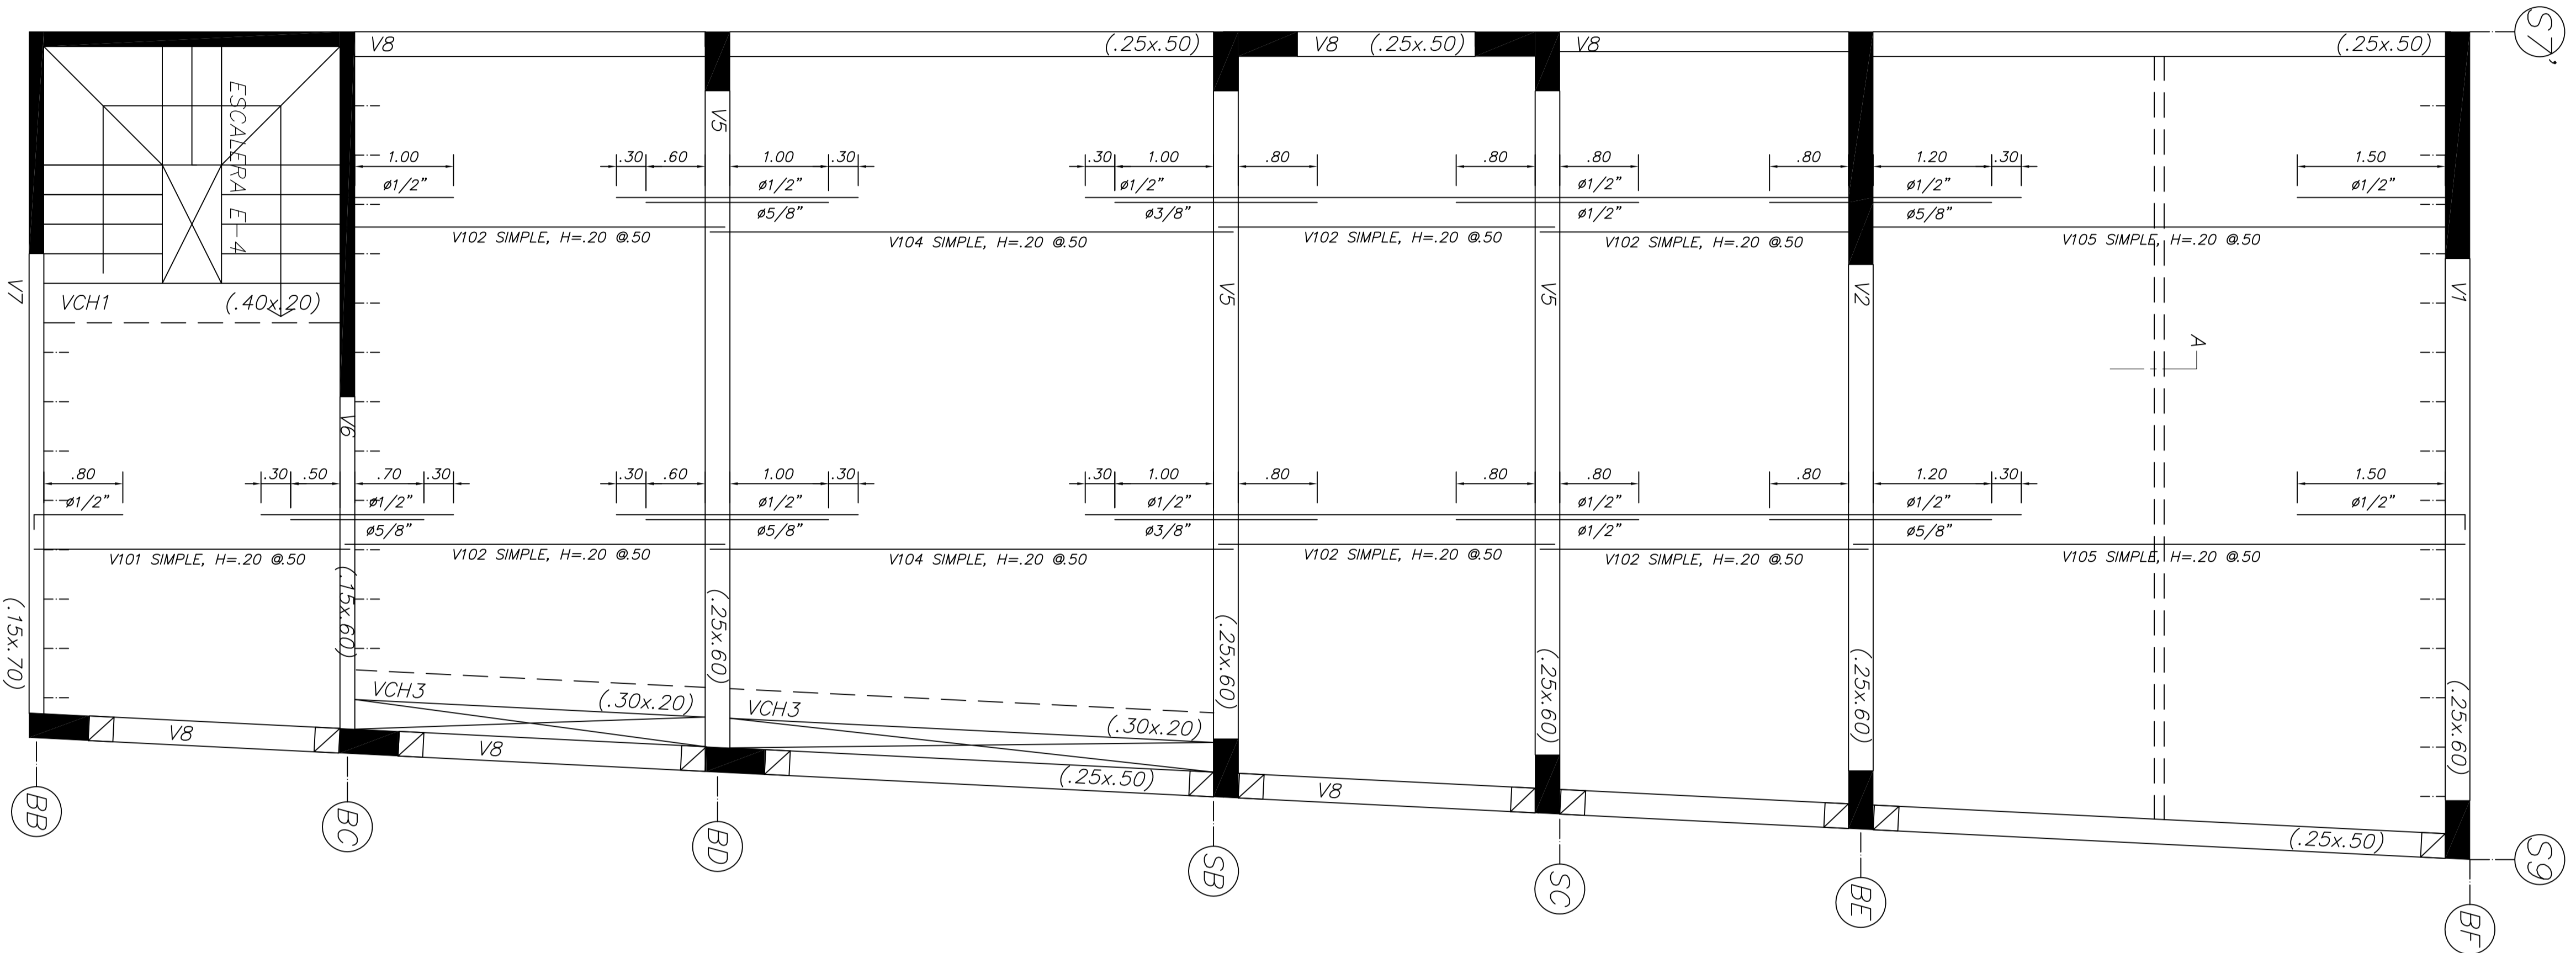 S7'
V8 (.25x.50) V8 (.25x.50) V8 (.25x.50)
ESCALERA E-4
V5
1.00 .30 .60 1.00 .30 .30 1.00 .80 .80 .80 .80 1.20 .30 1.50
ø1/2" ø1/2" ø1/2" ø1/2" ø1/2" ø1/2"
ø5/8" ø3/8" ø1/2" ø5/8"
V102 SIMPLE, H=.20 @.50 V104 SIMPLE, H=.20 @.50 V102 SIMPLE, H=.20 @.50 V102 SIMPLE, H=.20 @.50 V105 SIMPLE, H=.20 @.50
V7 VCH1 (.40x.20) V5 V5 V2 V1
A
V6
.80 .30 .50 .70 .30 .30 .60 1.00 .30 .30 1.00 .80 .80 .80 .80 1.20 .30 1.50
ø1/2" ø1/2" ø1/2" ø1/2" ø1/2" ø1/2" ø1/2"
ø5/8" ø5/8" ø3/8" ø1/2" ø5/8"
V101 SIMPLE, H=.20 @.50 V102 SIMPLE, H=.20 @.50 V104 SIMPLE, H=.20 @.50 V102 SIMPLE, H=.20 @.50 V102 SIMPLE, H=.20 @.50 V105 SIMPLE, H=.20 @.50
(.15x.70) (.15x.60) (.25x.60) (.25x.60) (.25x.60) (.25x.60) (.25x.60)
VCH3 (.30x.20) VCH3 (.30x.20)
V8 V8 (.25x.50) V8 (.25x.50)
S9
BB BC BD SB SC BE BF